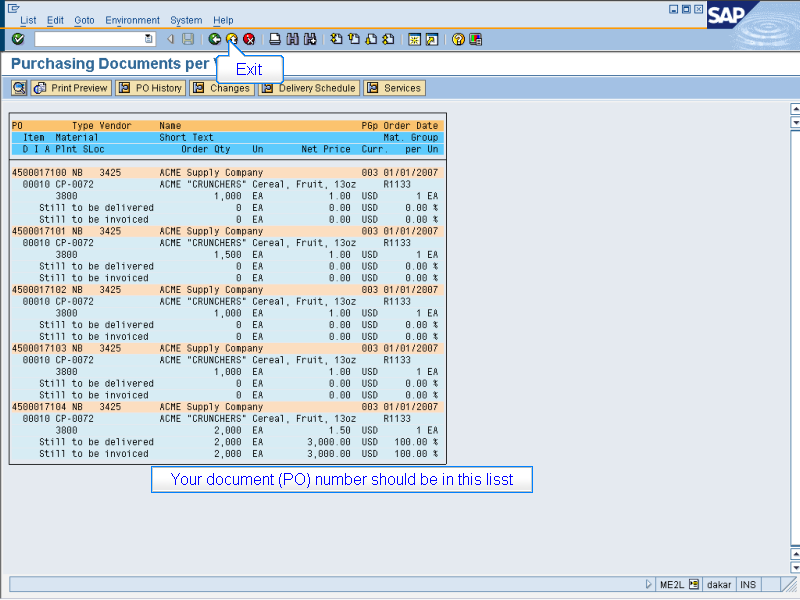 List Edit Goto Environment System Help
SAP
Purchasing Documents per
Exit
Print Preview PO History Changes Delivery Schedule Services
PO Type Vendor Name PGp Order Date
Item Material Short Text Mat. Group
D I A Plnt SLoc Order Qty Un Net Price Curr. per Un
4500017100 NB 3425 ACME Supply Company 003 01/01/2007
00010 CP-0072 ACME "CRUNCHERS" Cereal, Fruit, 13oz R1133
3800 1,000 EA 1.00 USD 1 EA
Still to be delivered 0 EA 0.00 USD 0.00 %
Still to be invoiced 0 EA 0.00 USD 0.00 %
4500017101 NB 3425 ACME Supply Company 003 01/01/2007
00010 CP-0072 ACME "CRUNCHERS" Cereal, Fruit, 13oz R1133
3800 1,500 EA 1.00 USD 1 EA
Still to be delivered 0 EA 0.00 USD 0.00 %
Still to be invoiced 0 EA 0.00 USD 0.00 %
4500017102 NB 3425 ACME Supply Company 003 01/01/2007
00010 CP-0072 ACME "CRUNCHERS" Cereal, Fruit, 13oz R1133
3800 1,000 EA 1.00 USD 1 EA
Still to be delivered 0 EA 0.00 USD 0.00 %
Still to be invoiced 0 EA 0.00 USD 0.00 %
4500017103 NB 3425 ACME Supply Company 003 01/01/2007
00010 CP-0072 ACME "CRUNCHERS" Cereal, Fruit, 13oz R1133
3800 1,000 EA 1.00 USD 1 EA
Still to be delivered 0 EA 0.00 USD 0.00 %
Still to be invoiced 0 EA 0.00 USD 0.00 %
4500017104 NB 3425 ACME Supply Company 003 01/01/2007
00010 CP-0072 ACME "CRUNCHERS" Cereal, Fruit, 13oz R1133
3800 2,000 EA 1.50 USD 1 EA
Still to be delivered 2,000 EA 3,000.00 USD 100.00 %
Still to be invoiced 2,000 EA 3,000.00 USD 100.00 %
Your document (PO) number should be in this lisst
ME2L dakar INS